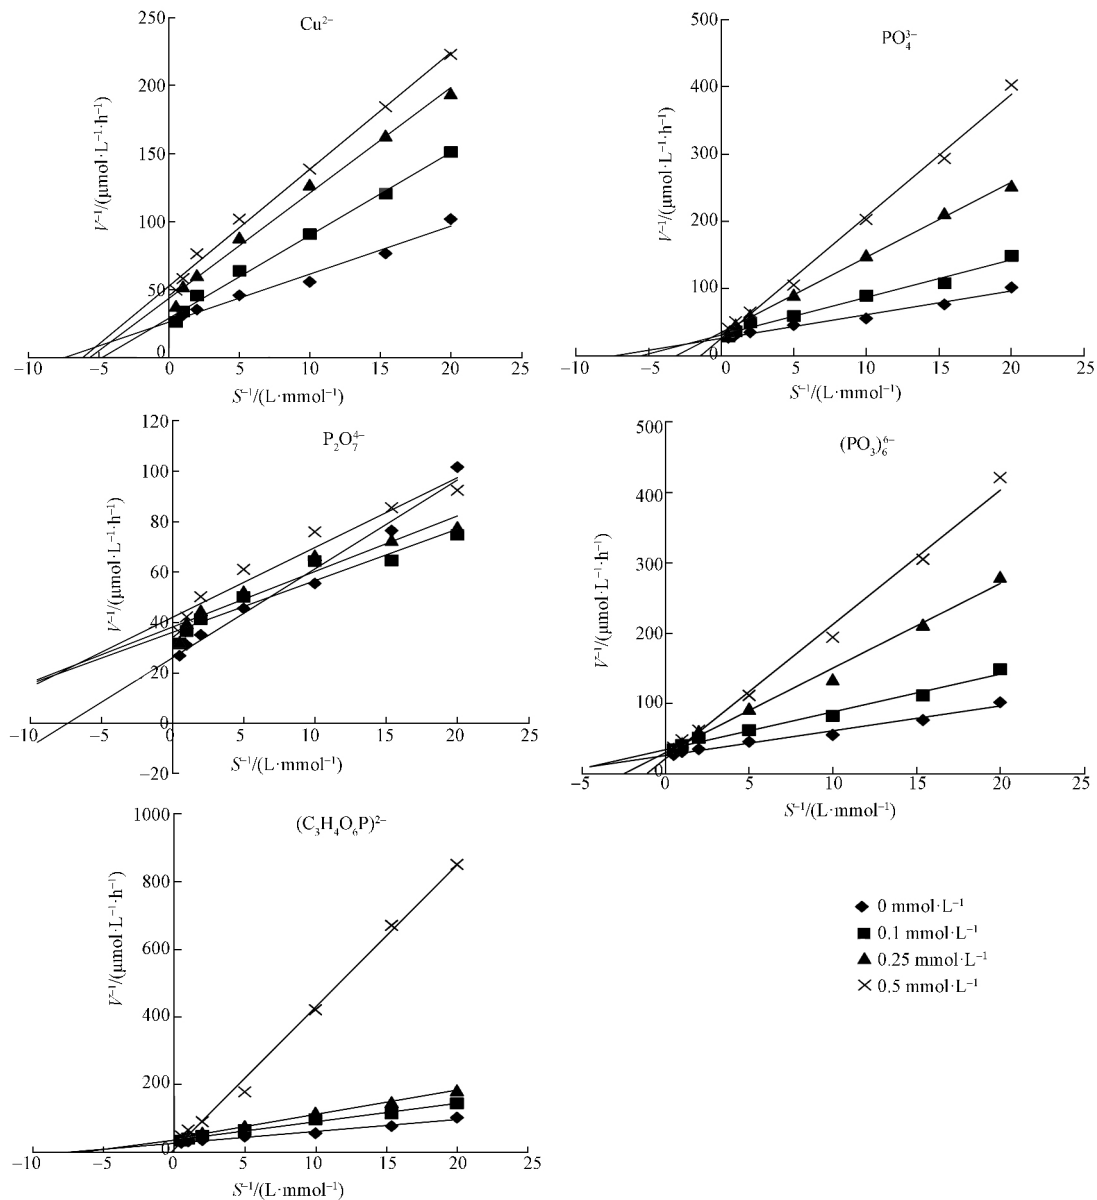 Cu²⁻
250
200
150
100
50
0
V⁻¹/(μmol·L⁻¹·h⁻¹)
−10 −5 0 5 10 15 20 25
S⁻¹/(L·mmol⁻¹)
PO₄³⁻
500
400
300
200
100
0
V⁻¹/(μmol·L⁻¹·h⁻¹)
−10 −5 0 5 10 15 20 25
S⁻¹/(L·mmol⁻¹)
P₂O₇⁴⁻
120
100
80
60
40
20
0
−20
V⁻¹/(μmol·L⁻¹·h⁻¹)
−10 −5 0 5 10 15 20 25
S⁻¹/(L·mmol⁻¹)
(PO₃)₆⁶⁻
500
400
300
200
100
0
V⁻¹/(μmol·L⁻¹·h⁻¹)
−5 0 5 10 15 20 25
S⁻¹/(L·mmol⁻¹)
(C₃H₄O₆P)²⁻
1000
800
600
400
200
0
V⁻¹/(μmol·L⁻¹·h⁻¹)
−10 −5 0 5 10 15 20 25
S⁻¹/(L·mmol⁻¹)
0 mmol·L⁻¹
0.1 mmol·L⁻¹
0.25 mmol·L⁻¹
0.5 mmol·L⁻¹